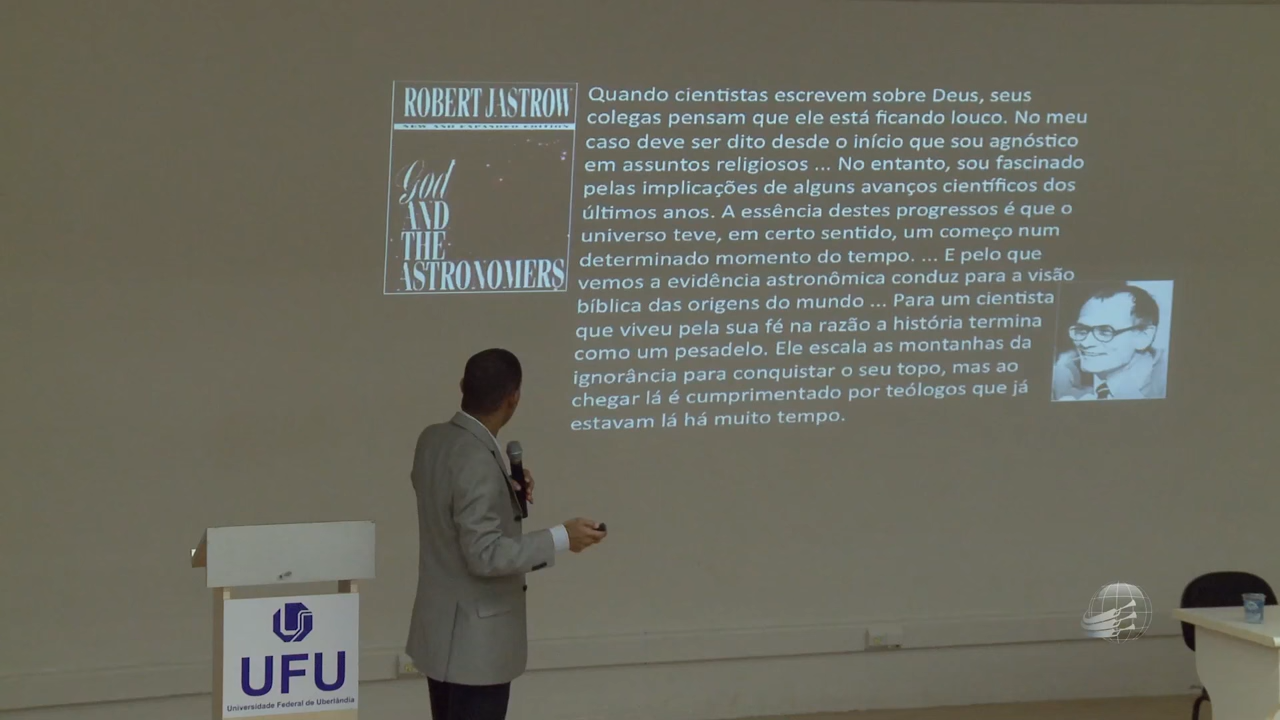 ROBERT JASTROW
NEW AND EXPANDED EDITION
God
AND
THE
ASTRONOMERS
Quando cientistas escrevem sobre Deus, seus
colegas pensam que ele está ficando louco. No meu
caso deve ser dito desde o início que sou agnóstico
em assuntos religiosos ... No entanto, sou fascinado
pelas implicações de alguns avanços científicos dos
últimos anos. A essência destes progressos é que o
universo teve, em certo sentido, um começo num
determinado momento do tempo. ... E pelo que
vemos a evidência astronômica conduz para a visão
bíblica das origens do mundo ... Para um cientista
que viveu pela sua fé na razão a história termina
como um pesadelo. Ele escala as montanhas da
ignorância para conquistar o seu topo, mas ao
chegar lá é cumprimentado por teólogos que já
estavam lá há muito tempo.
UFU
Universidade Federal de Uberlândia